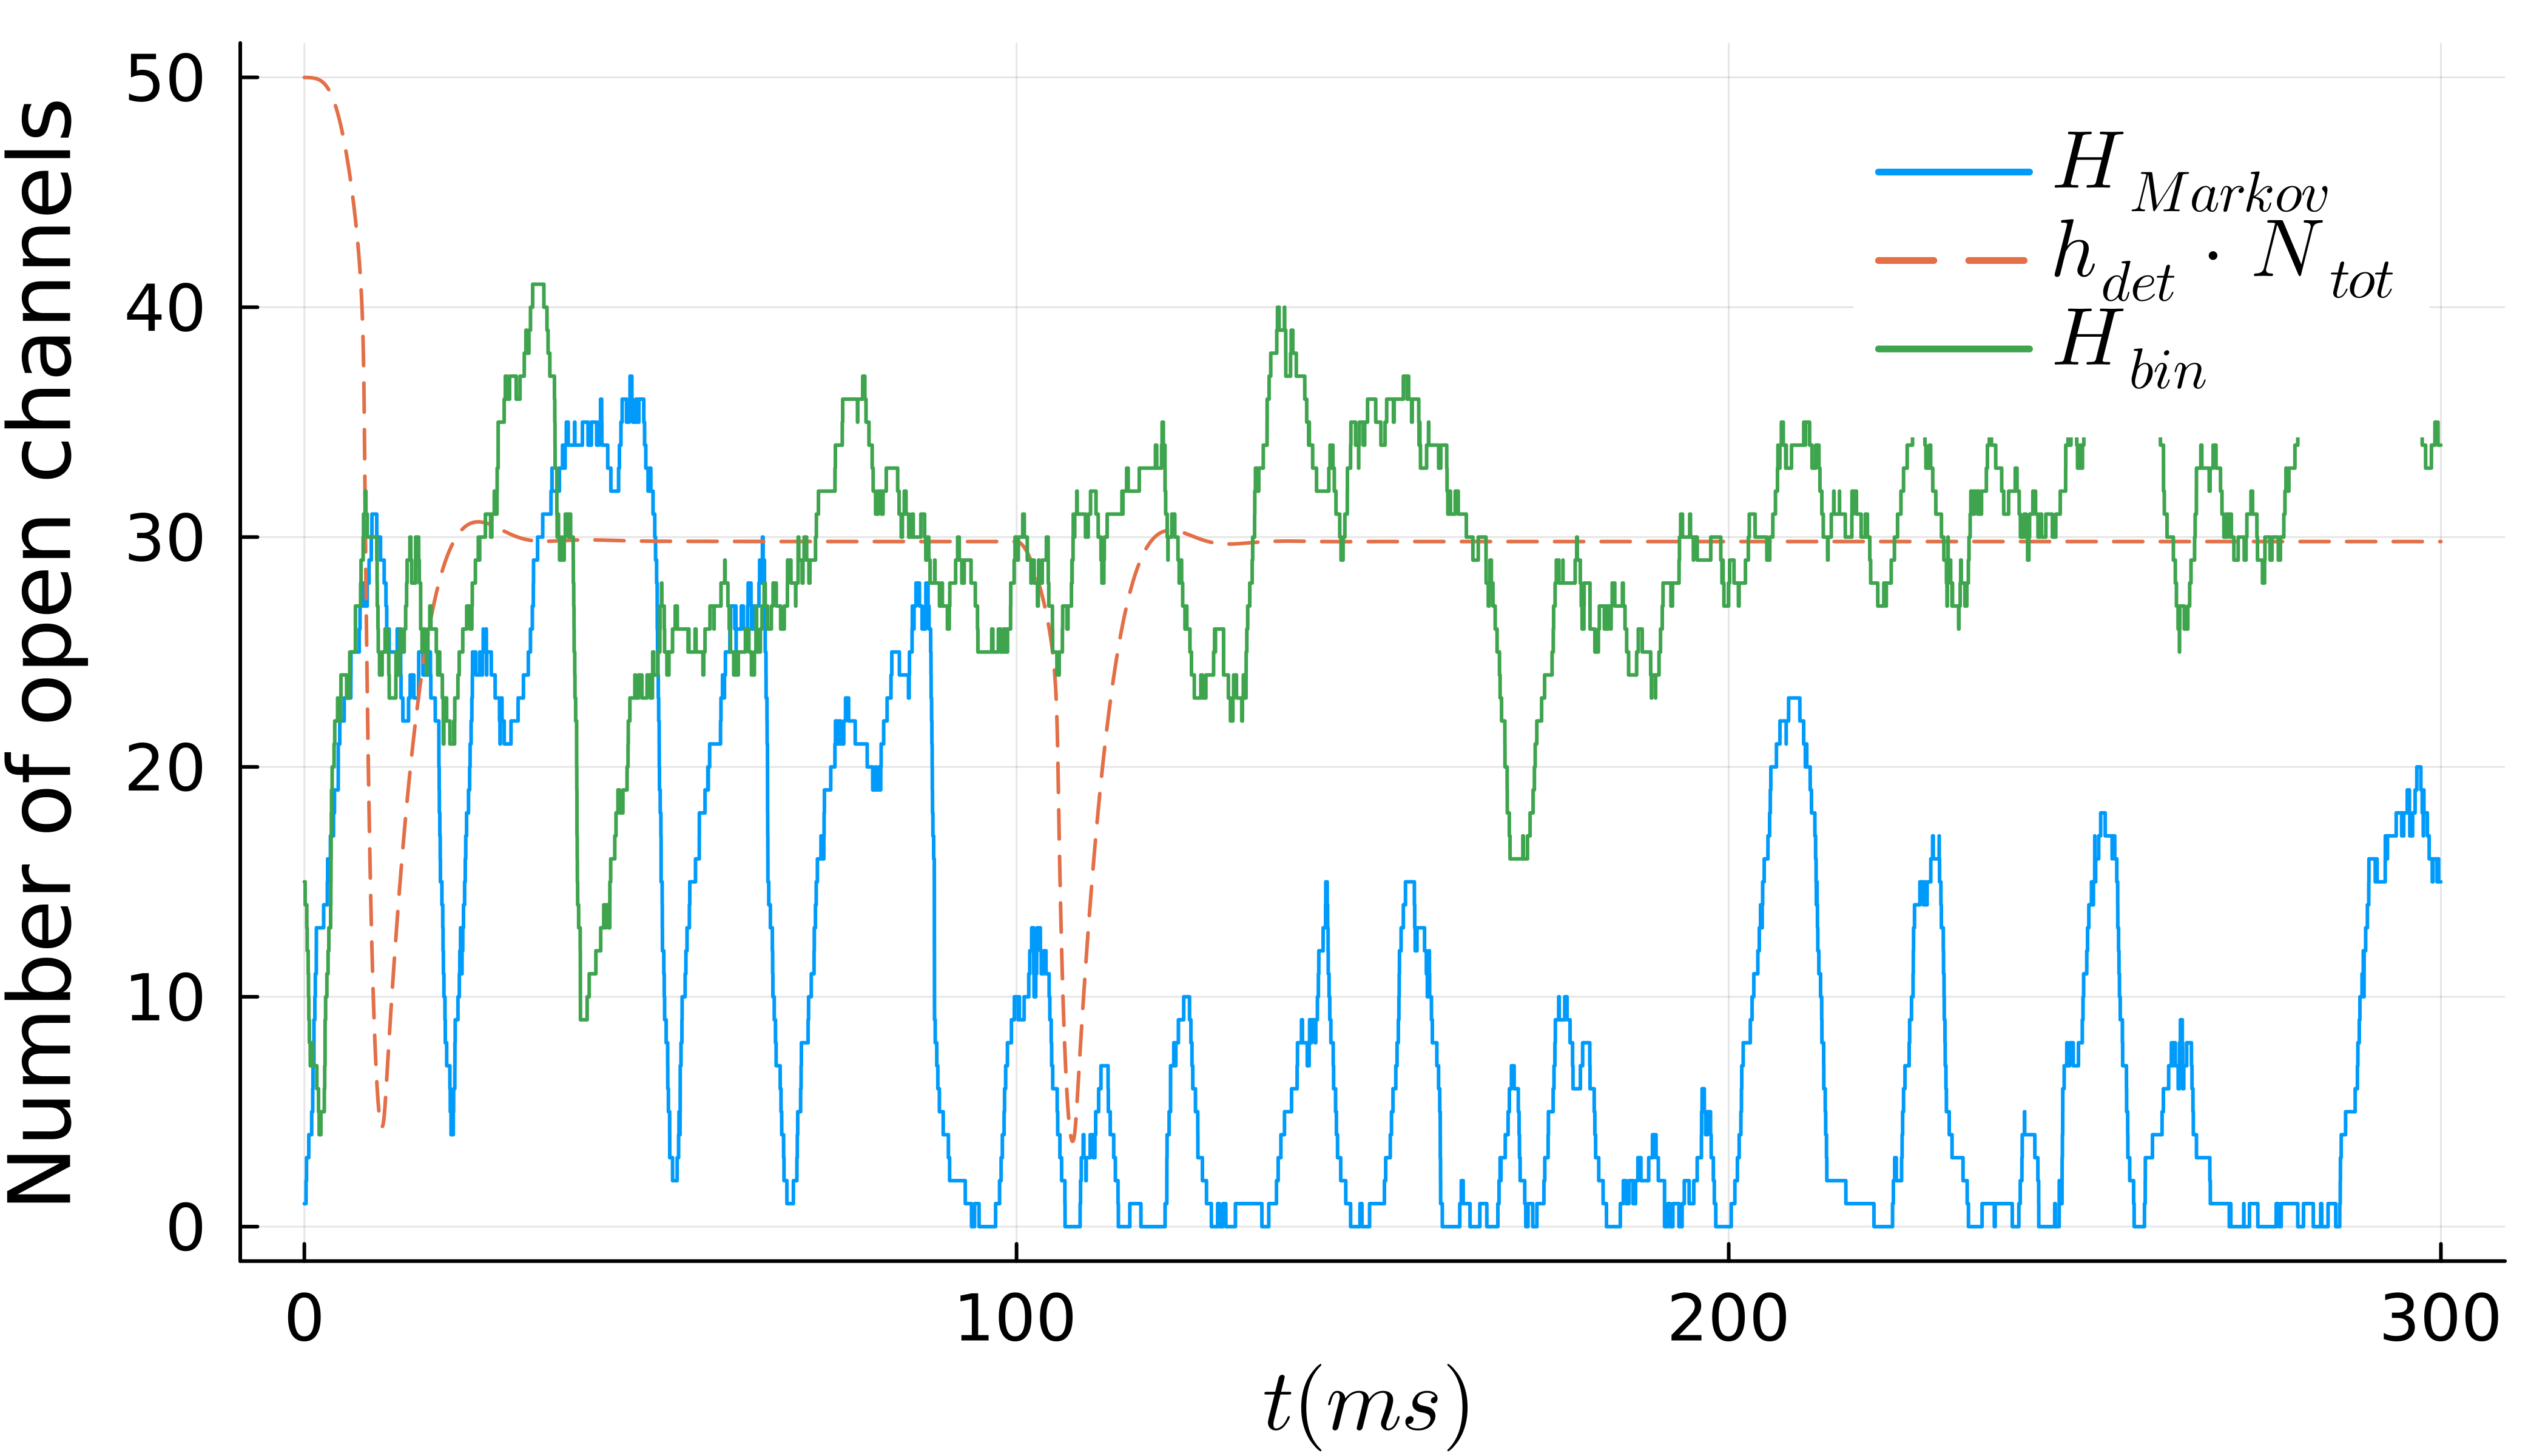 Number of open channels
50
40
30
20
10
0
0 100 200 300
t(ms)
H_Markov
h_det · N_tot
H_bin